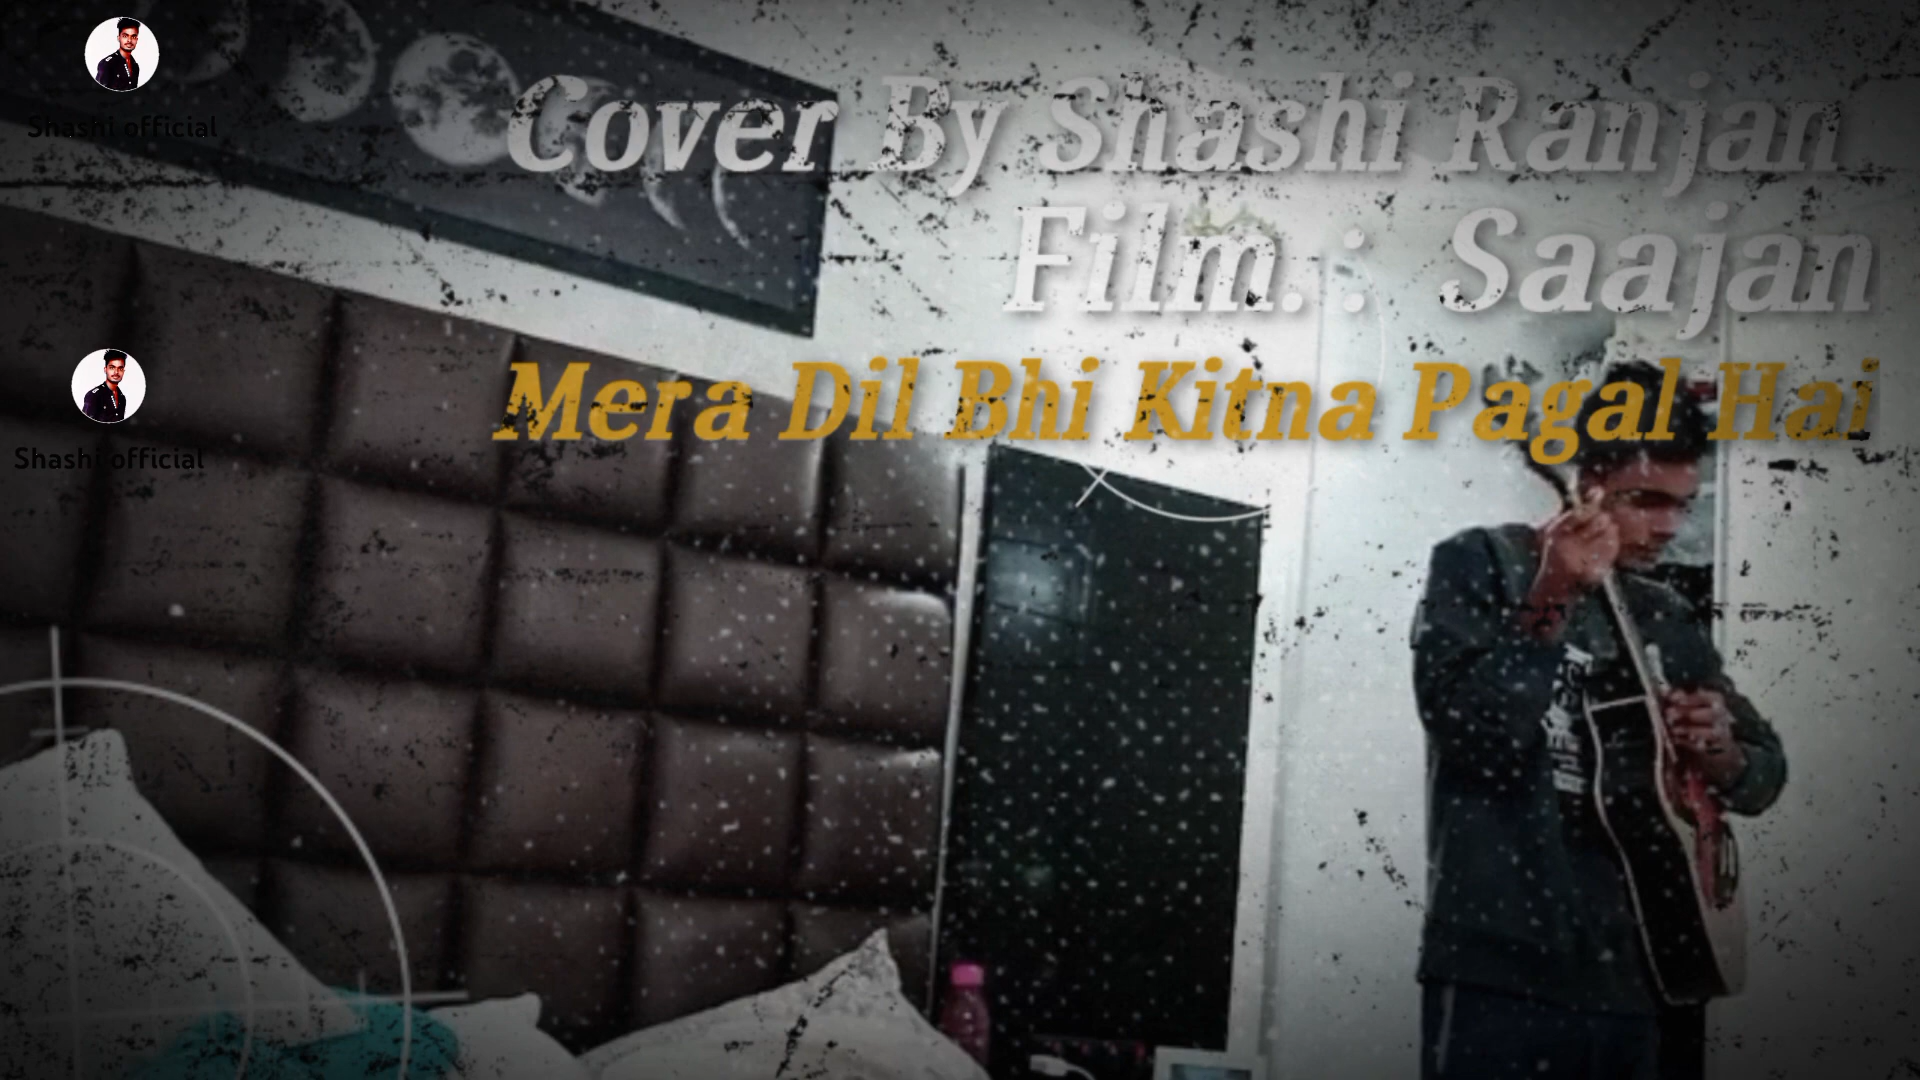 Shashi official
Cover By Shashi Ranjan
Film. : Saajan
Mera Dil Bhi Kitna Pagal Hai
Shashi official